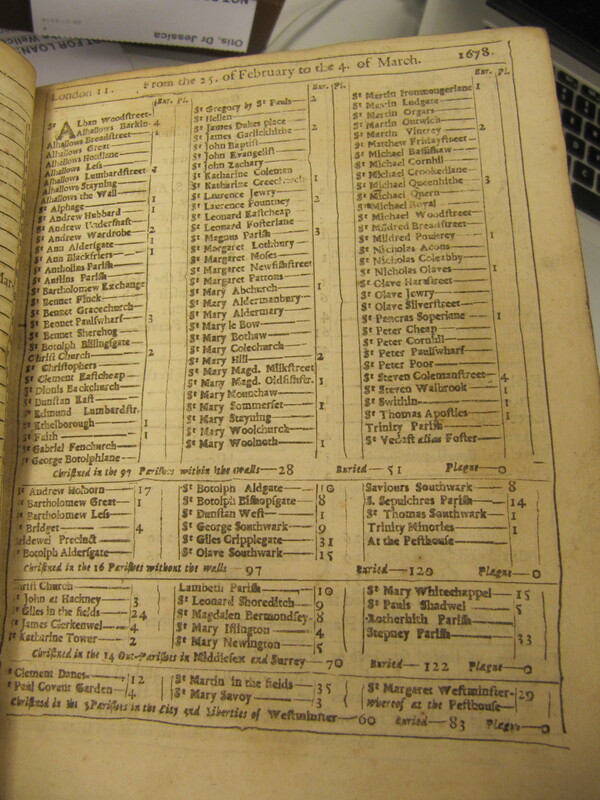 Otis, Dr Jessica
London 11. From the 25. of February to the 4. of March. 1678.
Bur. Pl.
St Alban Woodstreet
Alhallows Barkin 4
Alhallows Breadstreet
Alhallows Great
Alhallows Honilane
Alhallows Less
Alhallows Lumbardstreet
Alhallows Stayning
Alhallows the Wall
St Alphage 1
St Andrew Hubbard 1
St Andrew Undershaft
St Andrew Wardrobe 2
St Ann Aldersgate 1
St Ann Blackfriers 1
St Antholins Parish
St Austins Parish
St Bartholomew Exchange
St Bennet Finck
St Bennet Gracechurch
St Bennet Paulswharf 3
St Bennet Sherehog
St Botolph Billingsgate
Christ Church 2
St Christophers
St Clement Eastcheap
St Dionis Backchurch
St Dunstan East
St Edmund Lumbardstr.
St Ethelborough 1
St Faith 1
St Gabriel Fenchurch
St George Botolphlane
Bur. Pl.
St Gregory by St Pauls 2
St Hellen
St James Dukes place 2
St James Garlickhithe
St John Baptist
St John Evangelist
St John Zachary
St Katharine Coleman
St Katharine Creechurch 1
St Laurence Jewry
St Laurence Pountney 2
St Leonard Eastcheap
St Leonard Fosterlane
St Magnus Parish 3
St Margaret Lothbury
St Margaret Moses
St Margaret Newfishstreet
St Margaret Pattons
St Mary Abchurch 1
St Mary Aldermanbury
St Mary Aldermary
St Mary le Bow
St Mary Bothaw
St Mary Colechurch
St Mary Hill 2
St Mary Magd. Milkstreet
St Mary Magd. Oldfishstr. 1
St Mary Mounthaw
St Mary Sommerset 1
St Mary Stayning
St Mary Woolchurch
St Mary Woolnoth 1
Bur. Pl.
St Martin Ironmongerlane 1
St Martin Ludgate
St Martin Orgars
St Martin Outwich
St Martin Vintrey 2
St Matthew Fridaystreet
St Michael Bassishaw
St Michael Cornhil
St Michael Crookedlane
St Michael Queenhithe 3
St Michael Quern
St Michael Royal
St Michael Woodstreet
St Mildred Breadstreet
St Mildred Poultrey 1
St Nicholas Acons
St Nicholas Coleabby
St Nicholas Olaves 1
St Olave Hartstreet
St Olave Jewry
St Olave Silverstreet
St Pancras Soperlane 1
St Peter Cheap
St Peter Cornhil
St Peter Paulswharf
St Peter Poor
St Steven Colemanstreet 4
St Steven Walbrook 1
St Swithin 1
St Thomas Apostles 1
Trinity Parish
St Vedast alias Foster
Christned in the 97 Parishes within the Walls 28 Buried 51 Plague 0
St Andrew Holborn 17
St Bartholomew Great 1
St Bartholomew Less
St Bridget 4
Bridewel Precinct
St Botolph Aldersgate
St Botolph Aldgate 10
St Botolph Bishopsgate 8
St Dunstan West 1
St George Southwark 9
St Giles Cripplegate 31
St Olave Southwark 15
Saviours Southwark 8
S. Sepulchres Parish 14
St Thomas Southwark 1
Trinity Minories 1
At the Pesthouse
Christned in the 16 Parishes without the Walls 97 Buried 120 Plague 0
Christ Church
St John at Hackney 3
St Giles in the fields 24
St James Clerkenwel 4
St Katharine Tower 2
Lambeth Parish 10
St Leonard Shoreditch 9
St Magdalen Bermondsey 8
St Mary Islington 4
St Mary Newington 5
St Mary Whitechappel 15
St Pauls Shadwel 5
Rotherhith Parish
Stepney Parish 33
Christned in the 14 Out-Parishes in Middlesex and Surrey 70 Buried 122 Plague 0
St Clement Danes 12
St Paul Covent Garden 4
St Martin in the fields 35
St Mary Savoy 3
St Margaret Westminster 29
whereof at the Pesthouse
Christned in the 5 Parishes in the City and Liberties of Westminster 60 Buried 83 Plague 0